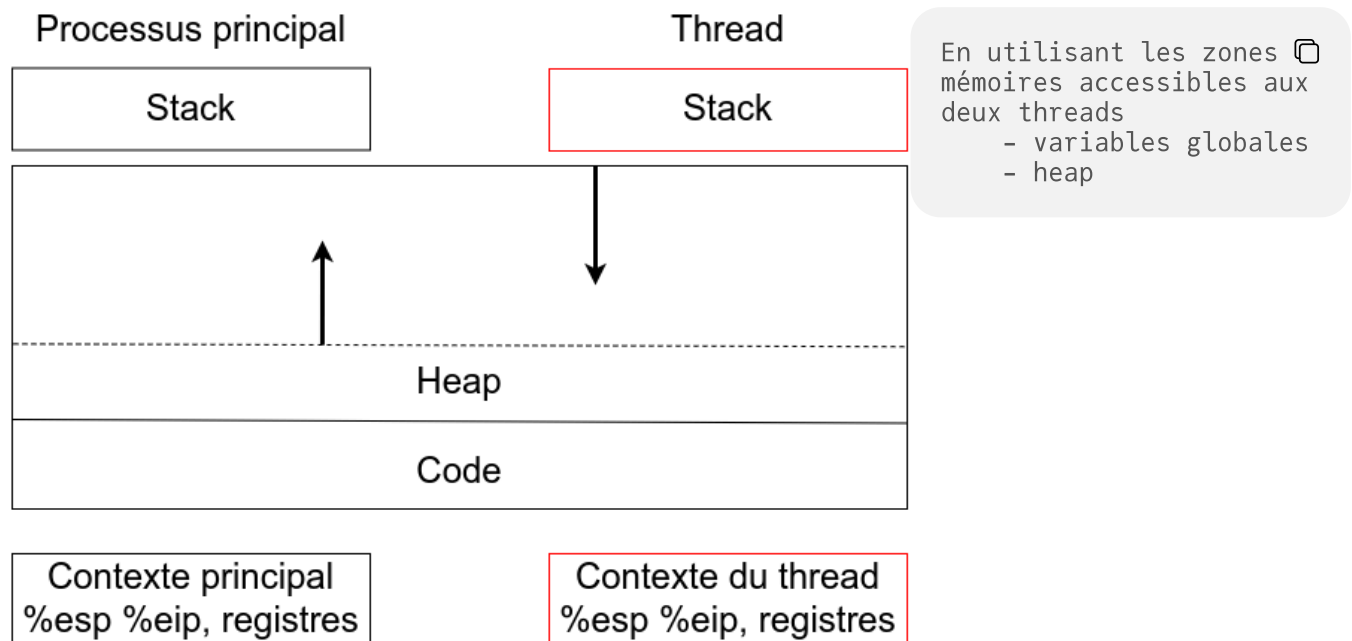 Processus principal
Thread
Stack
Stack
En utilisant les zones
mémoires accessibles aux
deux threads
- variables globales
- heap
Heap
Code
Contexte principal
%esp %eip, registres
Contexte du thread
%esp %eip, registres